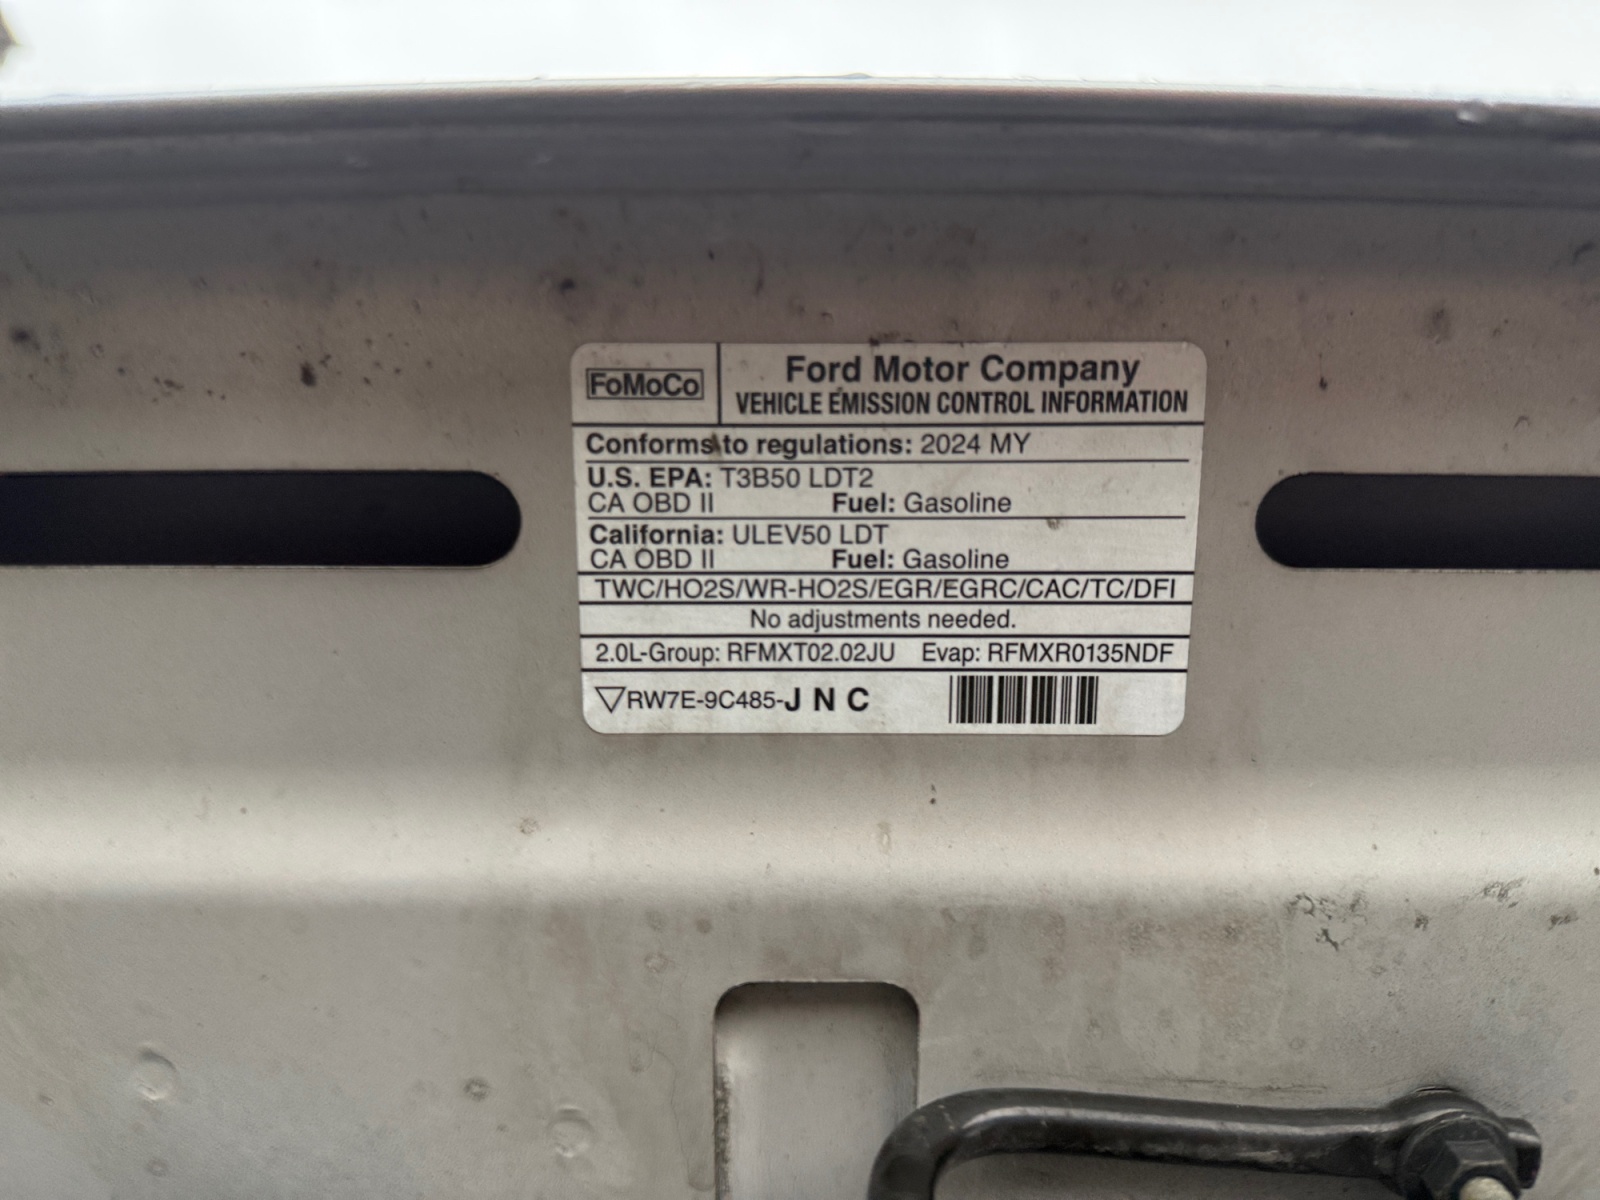 FoMoCo
Ford Motor Company
VEHICLE EMISSION CONTROL INFORMATION
Conforms to regulations: 2024 MY
U.S. EPA: T3B50 LDT2
CA OBD II Fuel: Gasoline
California: ULEV50 LDT
CA OBD II Fuel: Gasoline
TWC/HO2S/WR-HO2S/EGR/EGRC/CAC/TC/DFI
No adjustments needed.
2.0L-Group: RFMXT02.02JU Evap: RFMXR0135NDF
RW7E-9C485-J N C